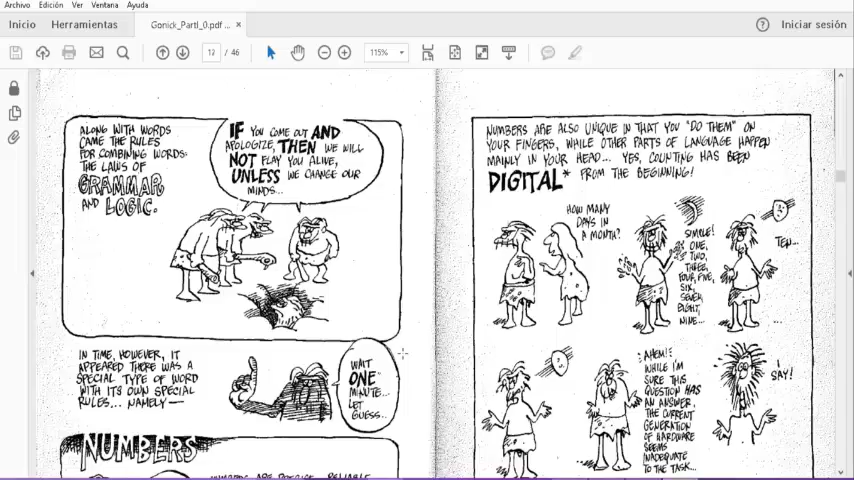 Archivo Edición Ver Ventana Ayuda
Inicio Herramientas Gonick_PartI_0.pdf ... × Iniciar sesión
12 / 46 115%
ALONG WITH WORDS
CAME THE RULES
FOR COMBINING WORDS:
THE LAWS OF
GRAMMAR
AND LOGIC.
IF YOU COME OUT AND
APOLOGIZE, THEN WE WILL
NOT FLAY YOU ALIVE,
UNLESS WE CHANGE OUR
MINDS...
IN TIME, HOWEVER, IT
APPEARED THERE WAS A
SPECIAL TYPE OF WORD
WITH ITS OWN SPECIAL
RULES... NAMELY —
WAIT
ONE
MINUTE...
LET
GUESS...
NUMBERS
NUMBERS ARE PRECISE, RELIABLE
NUMBERS ARE ALSO UNIQUE IN THAT YOU "DO THEM" ON
YOUR FINGERS, WHILE OTHER PARTS OF LANGUAGE HAPPEN
MAINLY IN YOUR HEAD... YES, COUNTING HAS BEEN
DIGITAL* FROM THE BEGINNING!
HOW MANY
DAYS IN
A MONTH?
SIMPLE!
ONE,
TWO,
THREE,
FOUR, FIVE,
SIX,
SEVEN,
EIGHT,
NINE...
TEN...
...
AHEM!
WHILE I'M
SURE THIS
QUESTION HAS
AN ANSWER,
THE CURRENT
GENERATION
OF HARDWARE
SEEMS
INADEQUATE
TO THE TASK...
I
SAY!